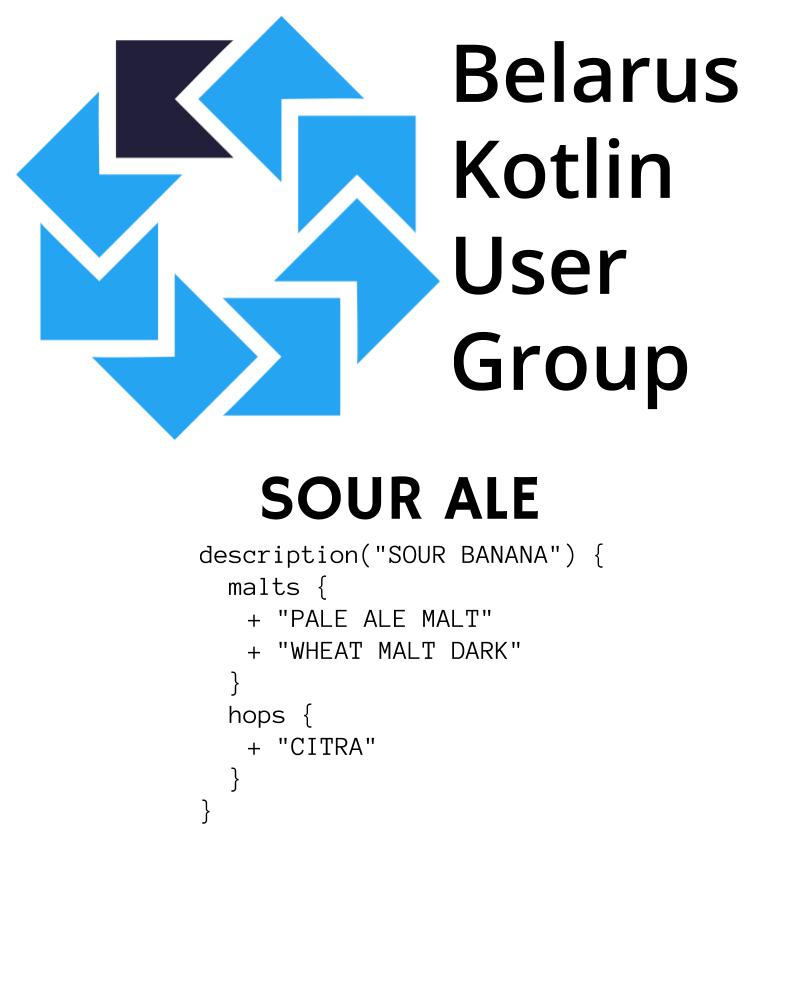 Belarus
Kotlin
User
Group
SOUR ALE
description("SOUR BANANA") {
  malts {
    + "PALE ALE MALT"
    + "WHEAT MALT DARK"
  }
  hops {
    + "CITRA"
  }
}